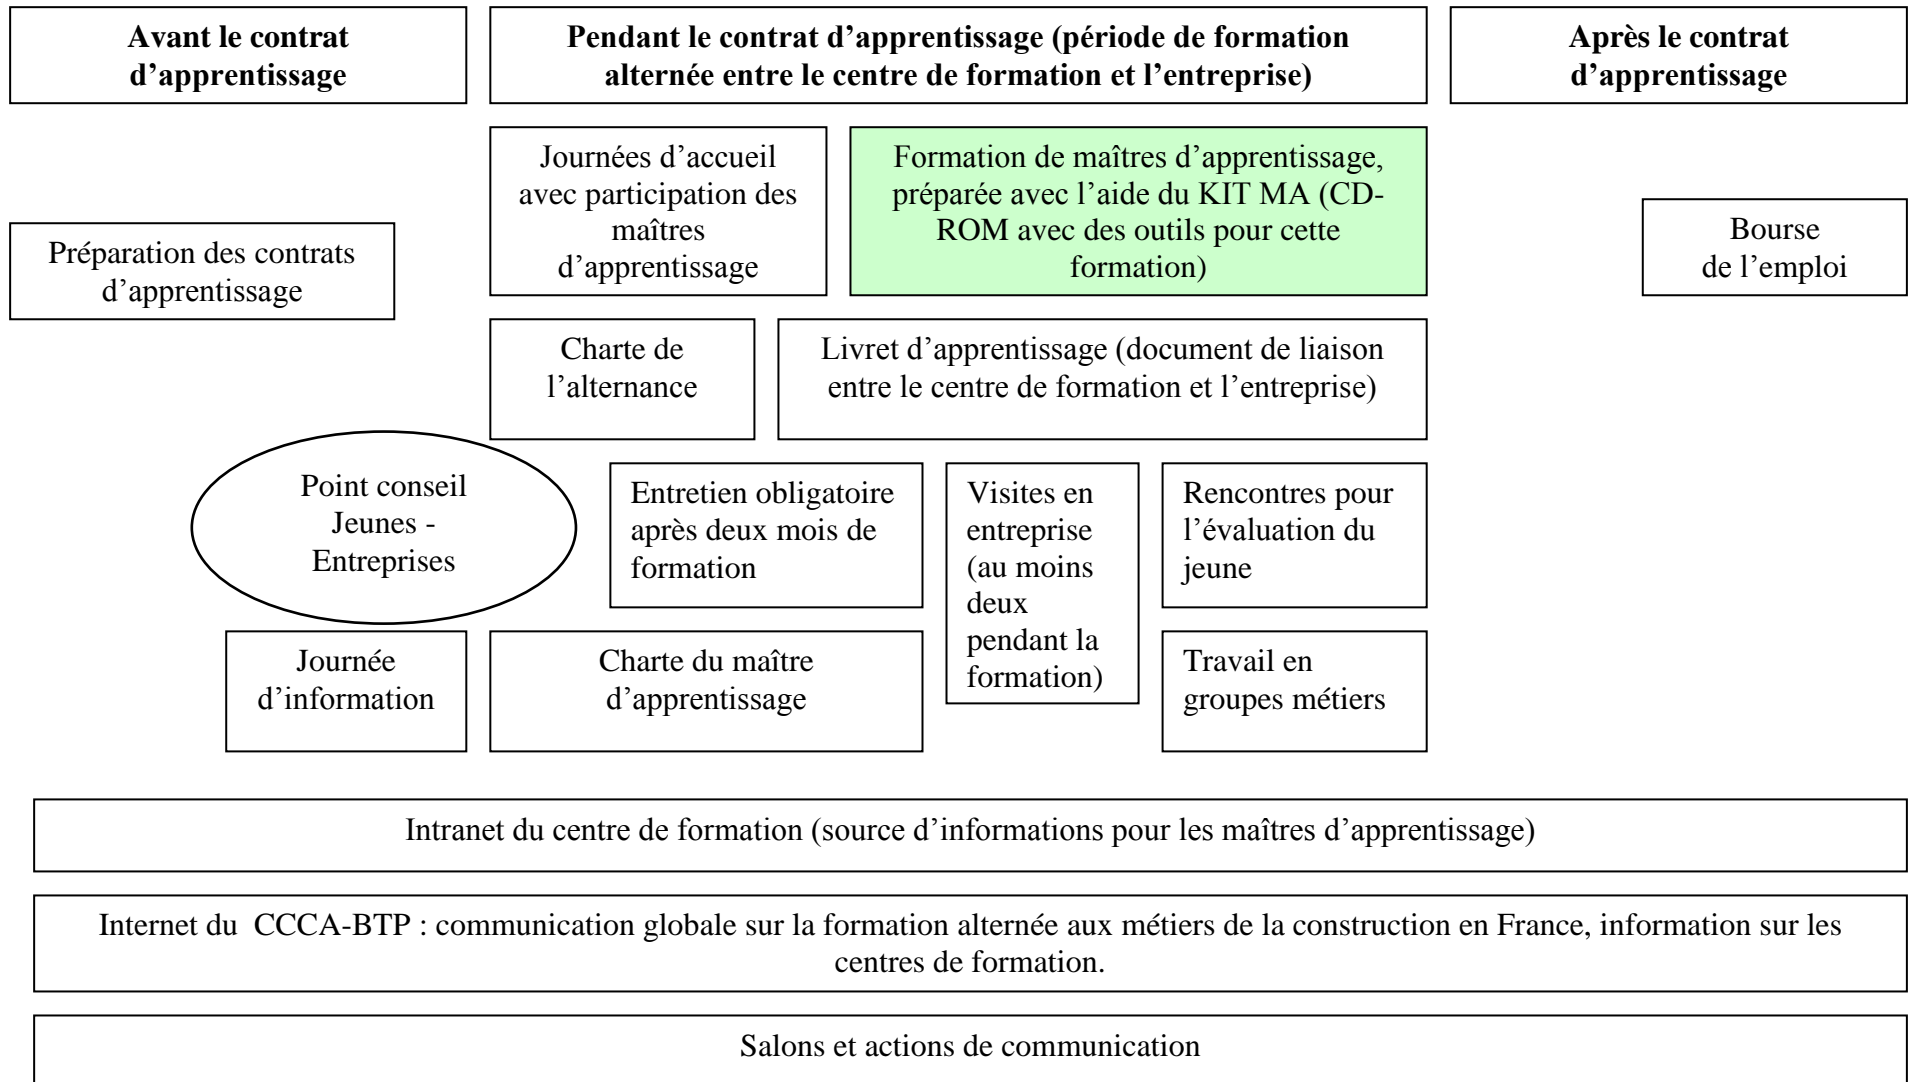 Avant le contrat
d’apprentissage
Pendant le contrat d’apprentissage (période de formation
alternée entre le centre de formation et l’entreprise)
Après le contrat
d’apprentissage
Journées d’accueil
avec participation des
maîtres
d’apprentissage
Formation de maîtres d’apprentissage,
préparée avec l’aide du KIT MA (CD-
ROM avec des outils pour cette
formation)
Préparation des contrats
d’apprentissage
Bourse
de l’emploi
Charte de
l’alternance
Livret d’apprentissage (document de liaison
entre le centre de formation et l’entreprise)
Point conseil
Jeunes -
Entreprises
Entretien obligatoire
après deux mois de
formation
Visites en
entreprise
(au moins
deux
pendant la
formation)
Rencontres pour
l’évaluation du
jeune
Journée
d’information
Charte du maître
d’apprentissage
Travail en
groupes métiers
Intranet du centre de formation (source d’informations pour les maîtres d’apprentissage)
Internet du  CCCA-BTP : communication globale sur la formation alternée aux métiers de la construction en France, information sur les
centres de formation.
Salons et actions de communication